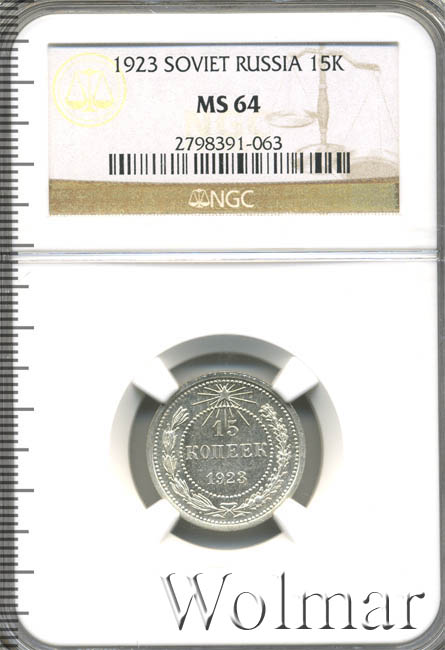 1923 SOVIET RUSSIA 15K
MS 64
2798391-063
NGC
15
КОПЕЕК
1923
Wolmar